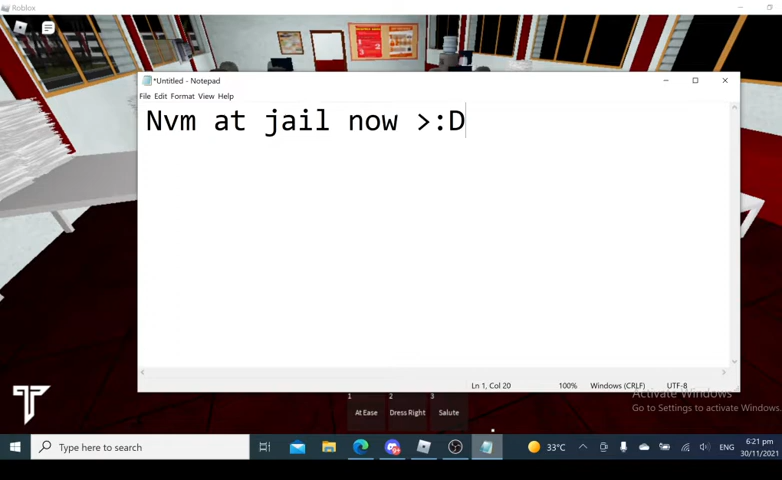 Roblox
*Untitled - Notepad
File Edit Format View Help
Nvm at jail now >:D
Ln 1, Col 20 100% Windows (CRLF) UTF-8
Activate Windows
Go to Settings to activate Windows.
1 2 3
At Ease Dress Right Salute
Type here to search
33°C
ENG
6:21 pm
30/11/2021